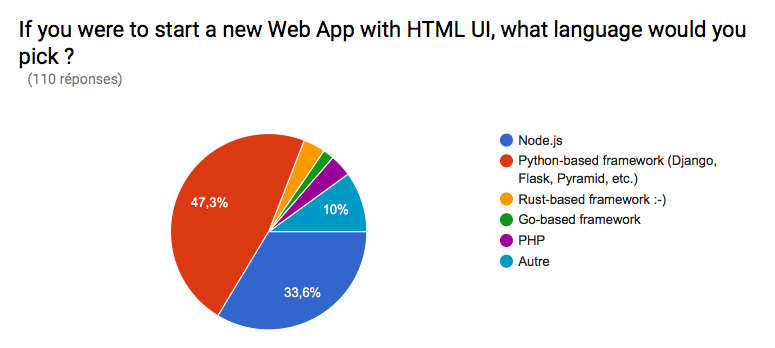 If you were to start a new Web App with HTML UI, what language would you
pick ?
(110 réponses)
Node.js
Python-based framework (Django,
Flask, Pyramid, etc.)
Rust-based framework :-)
Go-based framework
PHP
Autre
47,3%
10%
33,6%